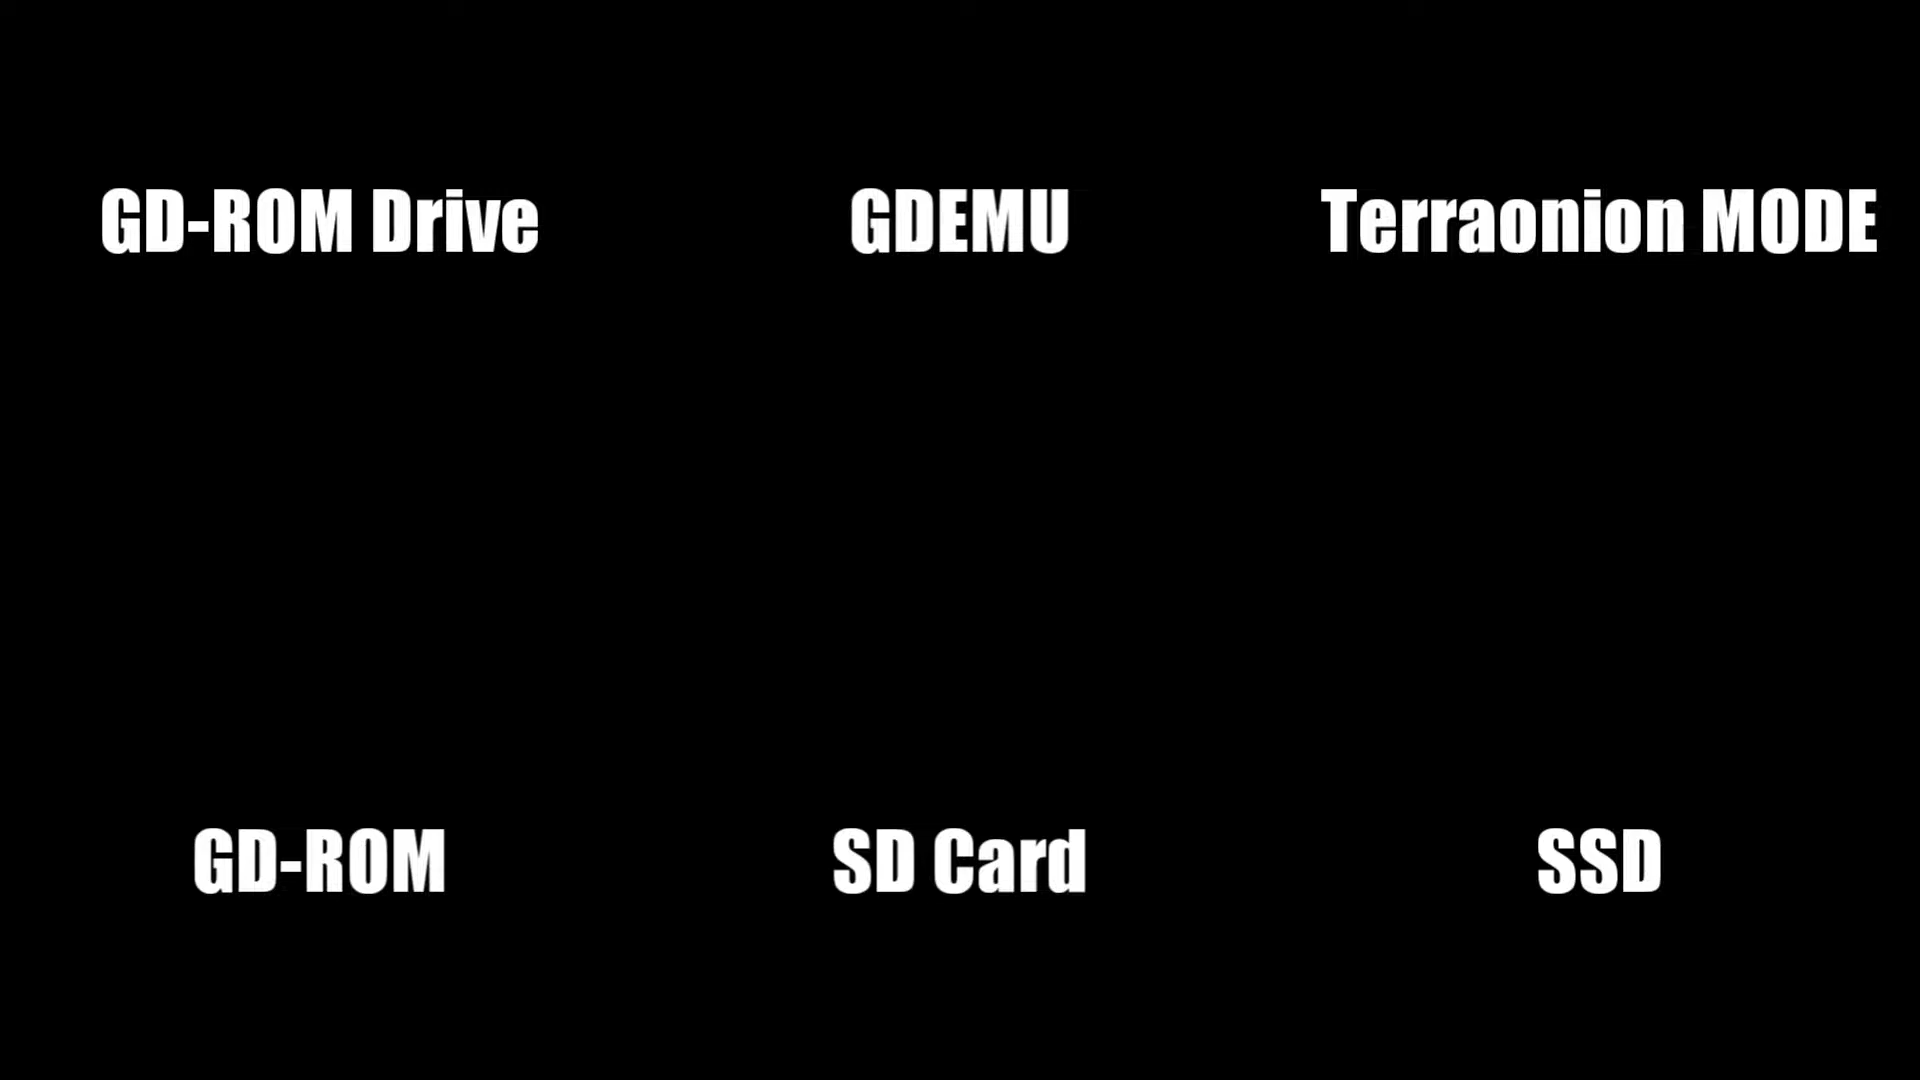 GD-ROM Drive
GDEMU
Terraonion MODE
GD-ROM
SD Card
SSD